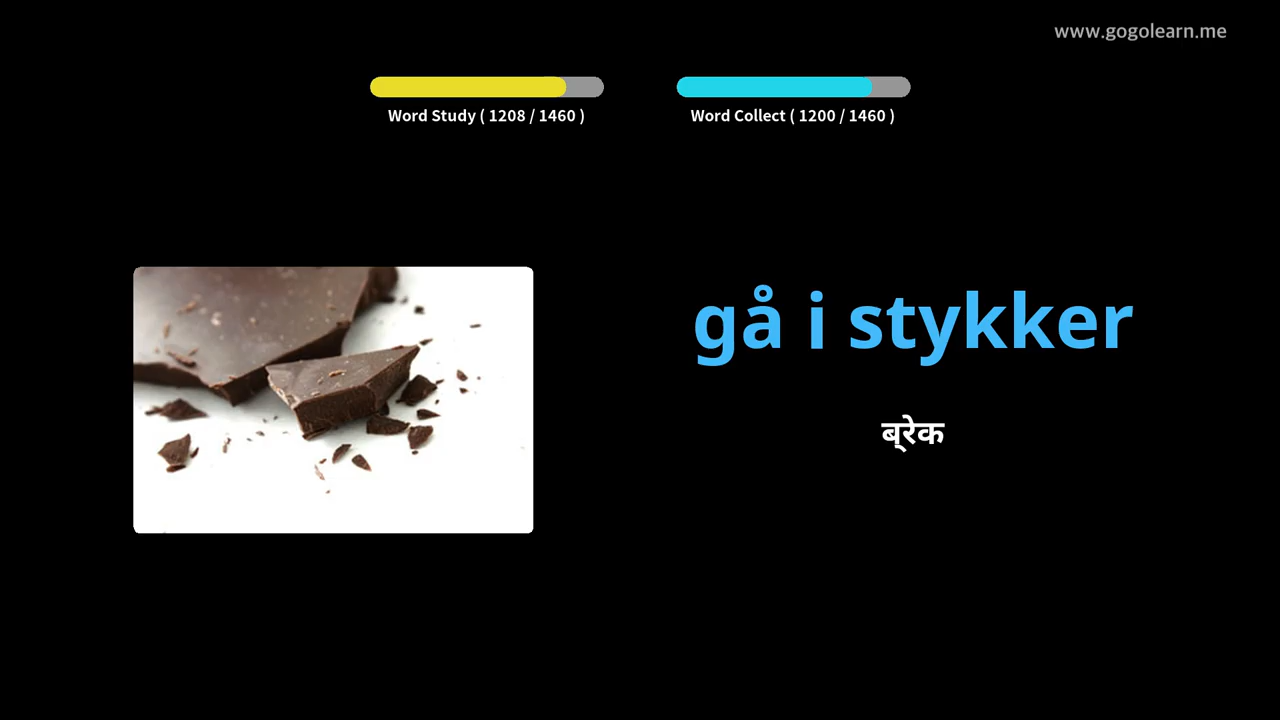 www.gogolearn.me
Word Study ( 1208 / 1460 )
Word Collect ( 1200 / 1460 )
gå i stykker
ब्रेक